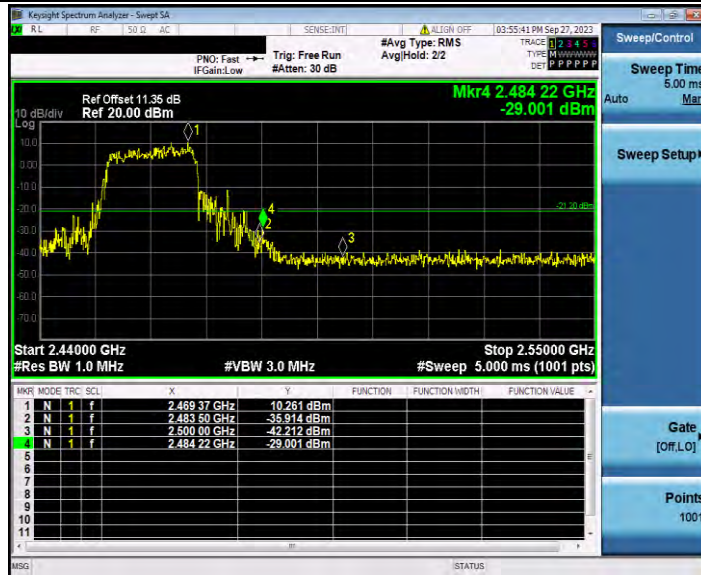 Keysight Spectrum Analyzer - Swept SA
RL RF 50 Ω AC SENSE:INT ALIGN OFF 03:55:41 PM Sep 27, 2023
Sweep/Control
#Avg Type: RMS TRACE 1 2 3 4 5 6
PNO: Fast Trig: Free Run Avg|Hold: 2/2 TYPE M W W W W W
IFGain:Low #Atten: 30 dB DET P P P P P P
Sweep Time
5.00 ms
Auto Man
Mkr4 2.484 22 GHz
-29.001 dBm
Ref Offset 11.35 dB
10 dB/div Ref 20.00 dBm
Log
1
10.0
0.00
Sweep Setup
-10.0
-20.0
-21.20 dBm
4
2
-30.0
3
-40.0
-50.0
-60.0
-70.0
Start 2.44000 GHz Stop 2.55000 GHz
#Res BW 1.0 MHz #VBW 3.0 MHz #Sweep 5.000 ms (1001 pts)
MKR MODE TRC SCL X Y FUNCTION FUNCTION WIDTH FUNCTION VALUE
1 N 1 f 2.469 37 GHz 10.261 dBm
2 N 1 f 2.483 50 GHz -35.914 dBm
3 N 1 f 2.500 00 GHz -42.212 dBm
4 N 1 f 2.484 22 GHz -29.001 dBm
5
6
7
8
9
10
11
Gate
[Off,LO]
Points
1001
MSG STATUS